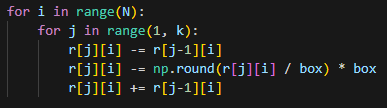 for i in range(N):
    for j in range(1, k):
        r[j][i] -= r[j-1][i]
        r[j][i] -= np.round(r[j][i] / box) * box
        r[j][i] += r[j-1][i]